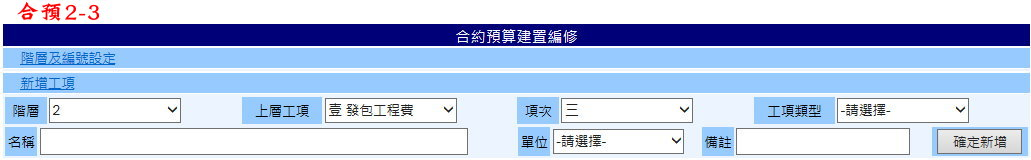 合預2-3
合約預算建置編修
階層及編號設定
新增工項
階層 2 上層工項 壹 發包工程費 項次 三 工項類型 -請選擇-
名稱 單位 -請選擇- 備註 確定新增